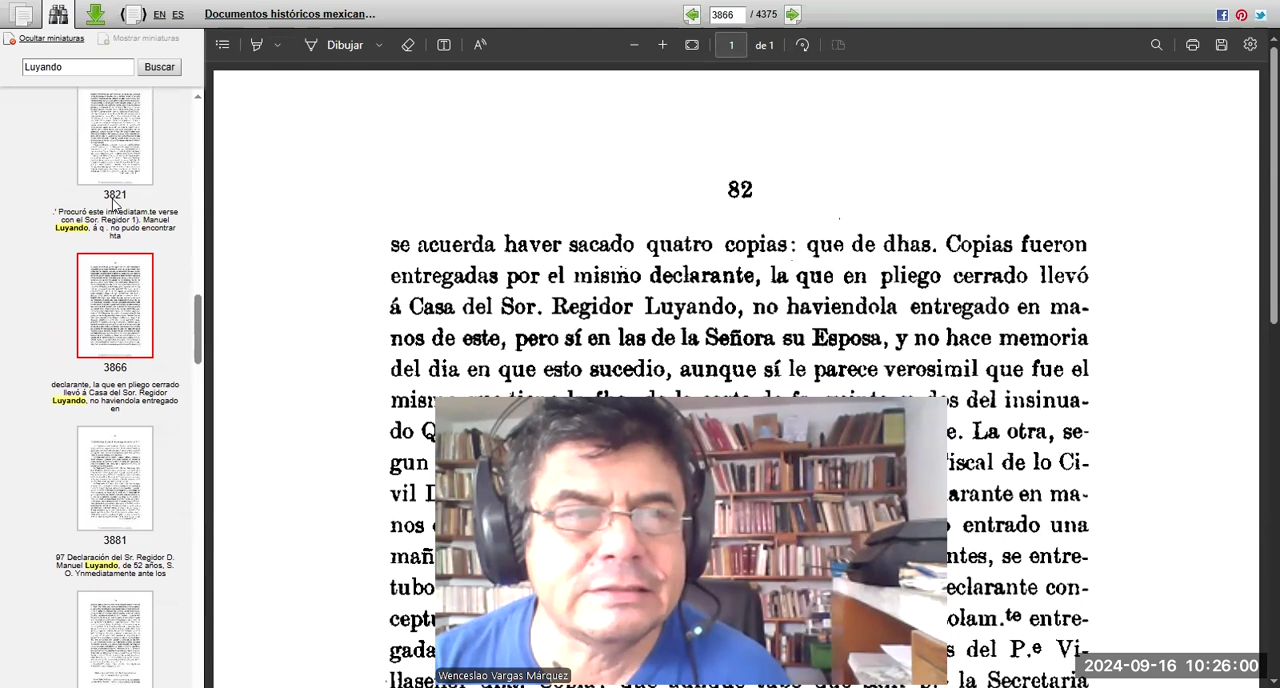 EN ES
Documentos históricos mexican...
3866 / 4375
Ocultar miniaturas
Mostrar miniaturas
Luyando
Buscar
Dibujar
1 de 1
3821
.' Procuró este inmediatam.te verse
con el Sor. Regidor 1). Manuel
Luyando, á q . no pudo encontrar
hta
3866
declarante, la que en pliego cerrado
llevó á Casa del Sor. Regidor
Luyando, no haviendola entregado
en
3881
97 Declaración del Sr. Regidor D.
Manuel Luyando, de 52 años, S.
O. Ynmediatamente ante los
82
se acuerda haver sacado quatro copias: que de dhas. Copias fueron
entregadas por el mismo declarante, la que en pliego cerrado llevó
á Casa del Sor. Regidor Luyando, no haviendola entregado en ma-
nos de este, pero sí en las de la Señora su Esposa, y no hace memoria
del dia en que esto sucedio, aunque sí le parece verosimil que fue el
del insinua-
do e. La otra, se-
gun iscal de lo Ci-
vil arante en ma-
nos entrado una
mañ ntes, se entre-
tubo eclarante con-
cept olam.te entre-
gada s del P.e Vi-
la Secretaria
Wenceslao Vargas Márquez
2024-09-16 10:26:00